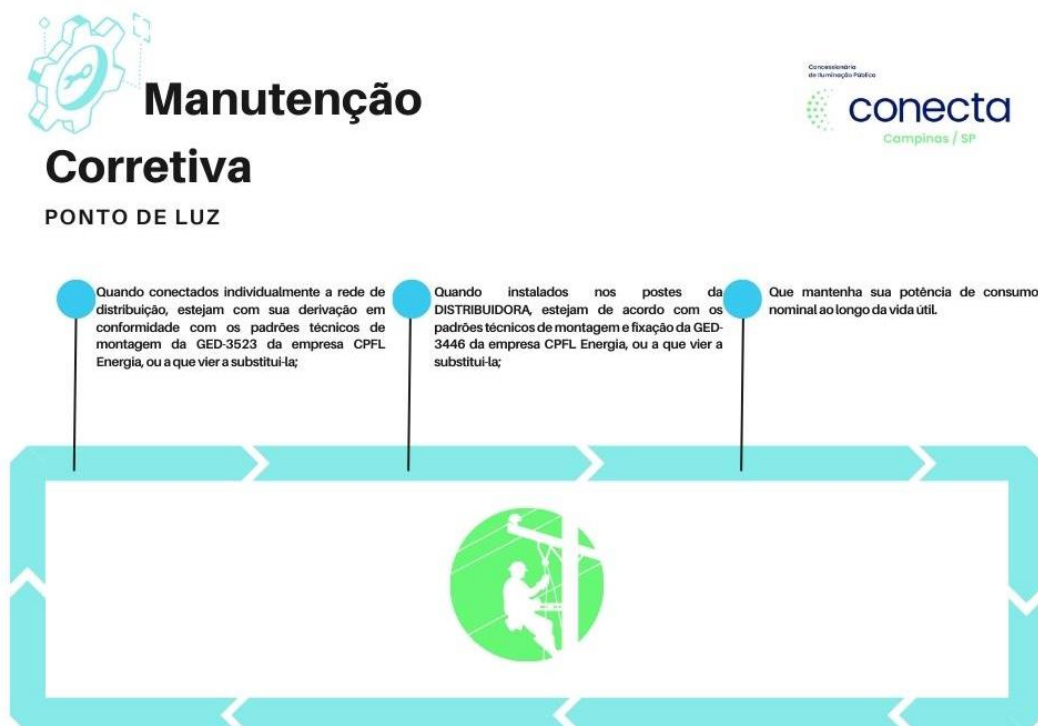 Manutenção
Corretiva
PONTO DE LUZ
Concessionária
de Iluminação Pública
conecta
Campinas / SP
Quando conectados individualmente a rede de
distribuição, estejam com sua derivação em
conformidade com os padrões técnicos de
montagem da GED-3523 da empresa CPFL
Energia, ou a que vier a substitui-la;
Quando instalados nos postes da
DISTRIBUIDORA, estejam de acordo com os
padrões técnicos de montagem e fixação da GED-
3446 da empresa CPFL Energia, ou a que vier a
substitui-la;
Que mantenha sua potência de consumo
nominal ao longo da vida útil.